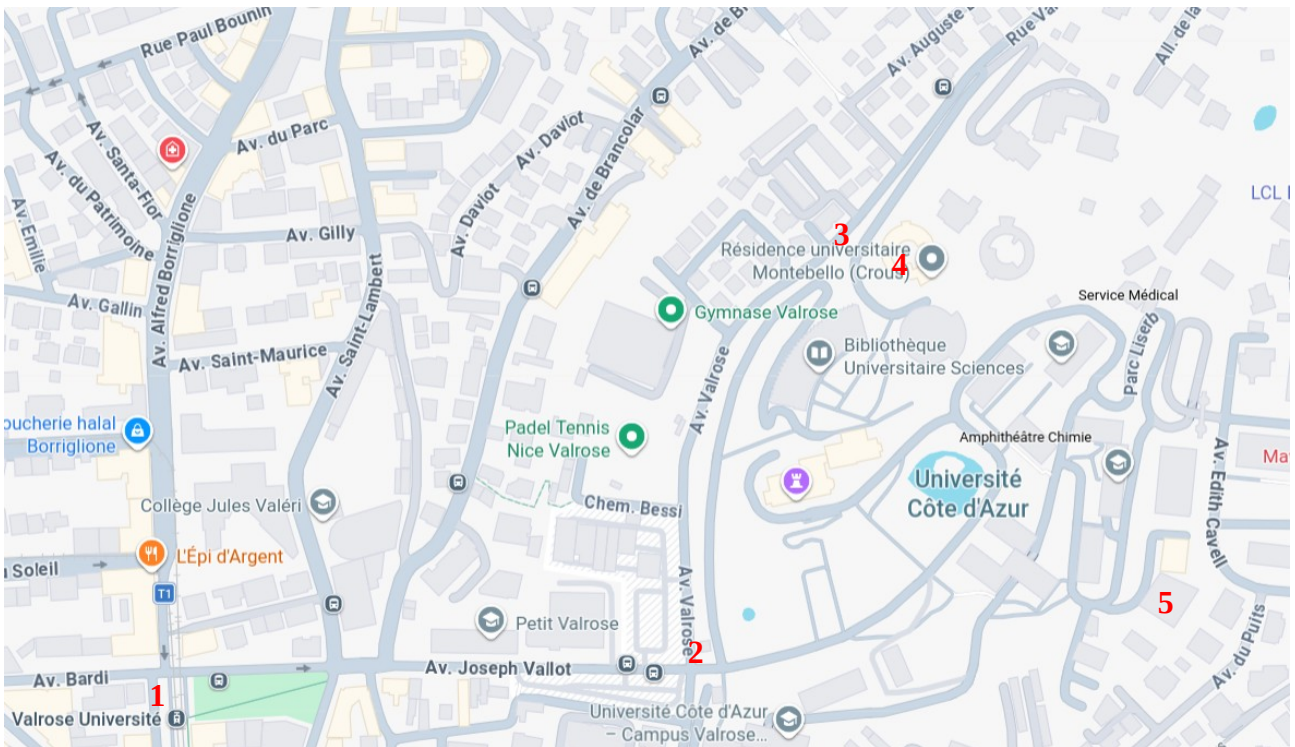 Rue Paul Bounin
Av. de Br
Av. Auguste
Rue Va
All. de la
Av. du Parc
Av. Santa-Fior
Av. du Patrimoine
Av. Daviot
Av. Daviot
Av. de Brancolar
Av. Emilie
Av. Gilly
LCL
3
Résidence universitaire
Montebello (Crous)
4
Av. Gallin
Av. Alfred Borriglione
Av. Saint-Lambert
Service Médical
Gymnase Valrose
Av. Saint-Maurice
Bibliothèque
Universitaire Sciences
Parc Liserb
Av. Valrose
oucherie halal
Borriglione
Padel Tennis
Nice Valrose
Amphithéâtre Chimie
Ma
Université
Côte d'Azur
Av. Edith Cavell
Collège Jules Valéri
Chem. Bessi
L'Épi d'Argent
n Soleil
T1
Av. Valrose
5
Petit Valrose
2
Av. du Puits
Av. Joseph Vallot
Av. Bardi
1
Valrose Université
Université Côte d'Azur
– Campus Valrose...